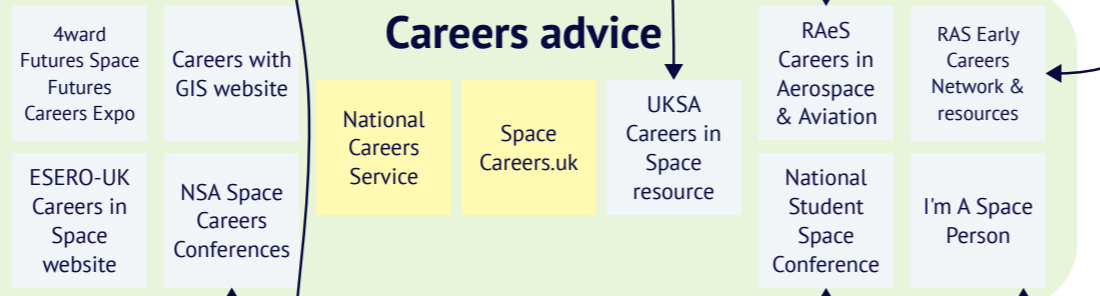 Careers advice
4ward
Futures Space
Futures
Careers Expo
Careers with
GIS website
National
Careers
Service
Space
Careers.uk
UKSA
Careers in
Space
resource
RAeS
Careers in
Aerospace
& Aviation
RAS Early
Careers
Network &
resources
ESERO-UK
Careers in
Space
website
NSA Space
Careers
Conferences
National
Student
Space
Conference
I'm A Space
Person